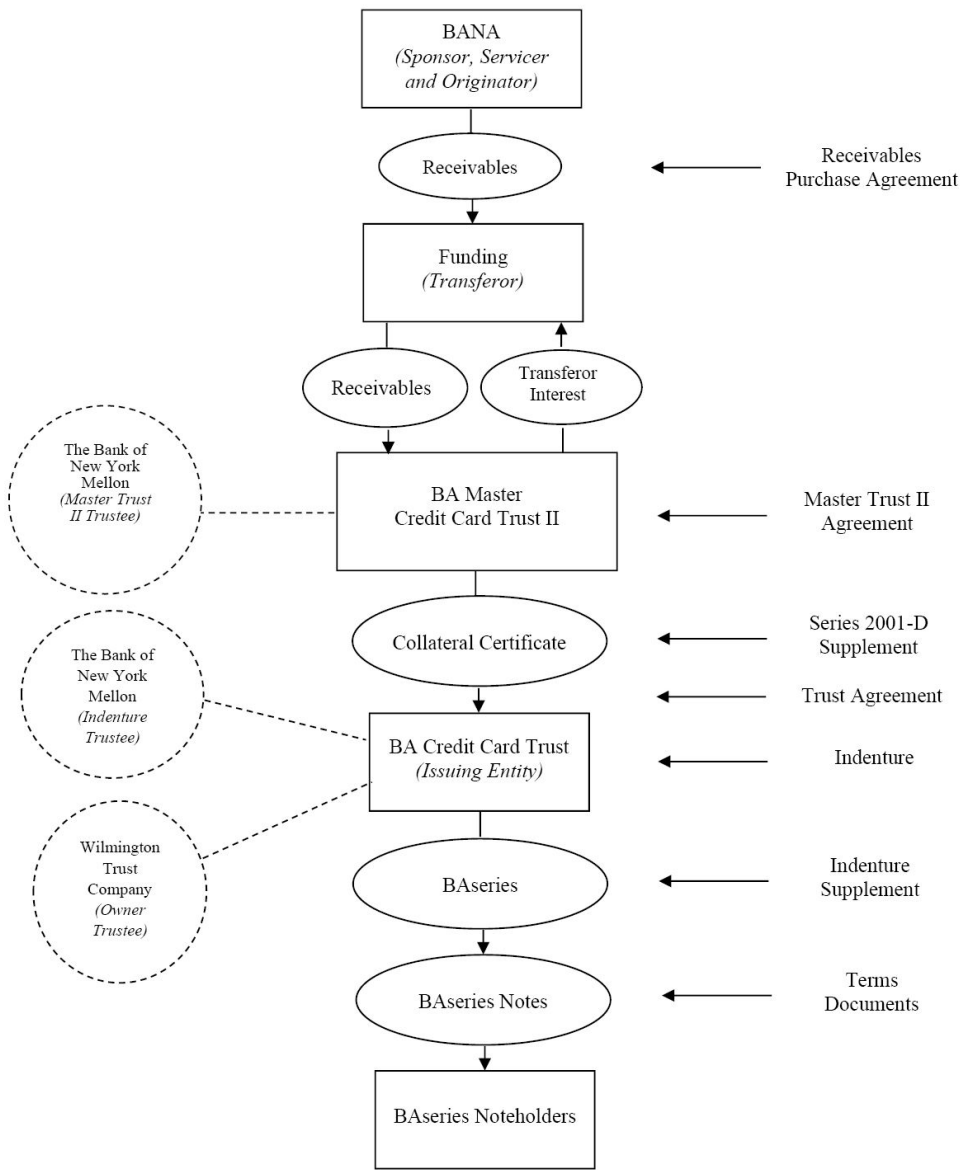 BANA
(Sponsor, Servicer
and Originator)
Receivables
Receivables
Purchase Agreement
Funding
(Transferor)
Receivables
Transferor
Interest
The Bank of
New York
Mellon
(Master Trust
II Trustee)
BA Master
Credit Card Trust II
Master Trust II
Agreement
Collateral Certificate
Series 2001-D
Supplement
The Bank of
New York
Mellon
(Indenture
Trustee)
Trust Agreement
BA Credit Card Trust
(Issuing Entity)
Indenture
Wilmington
Trust
Company
(Owner
Trustee)
BAseries
Indenture
Supplement
BAseries Notes
Terms
Documents
BAseries Noteholders